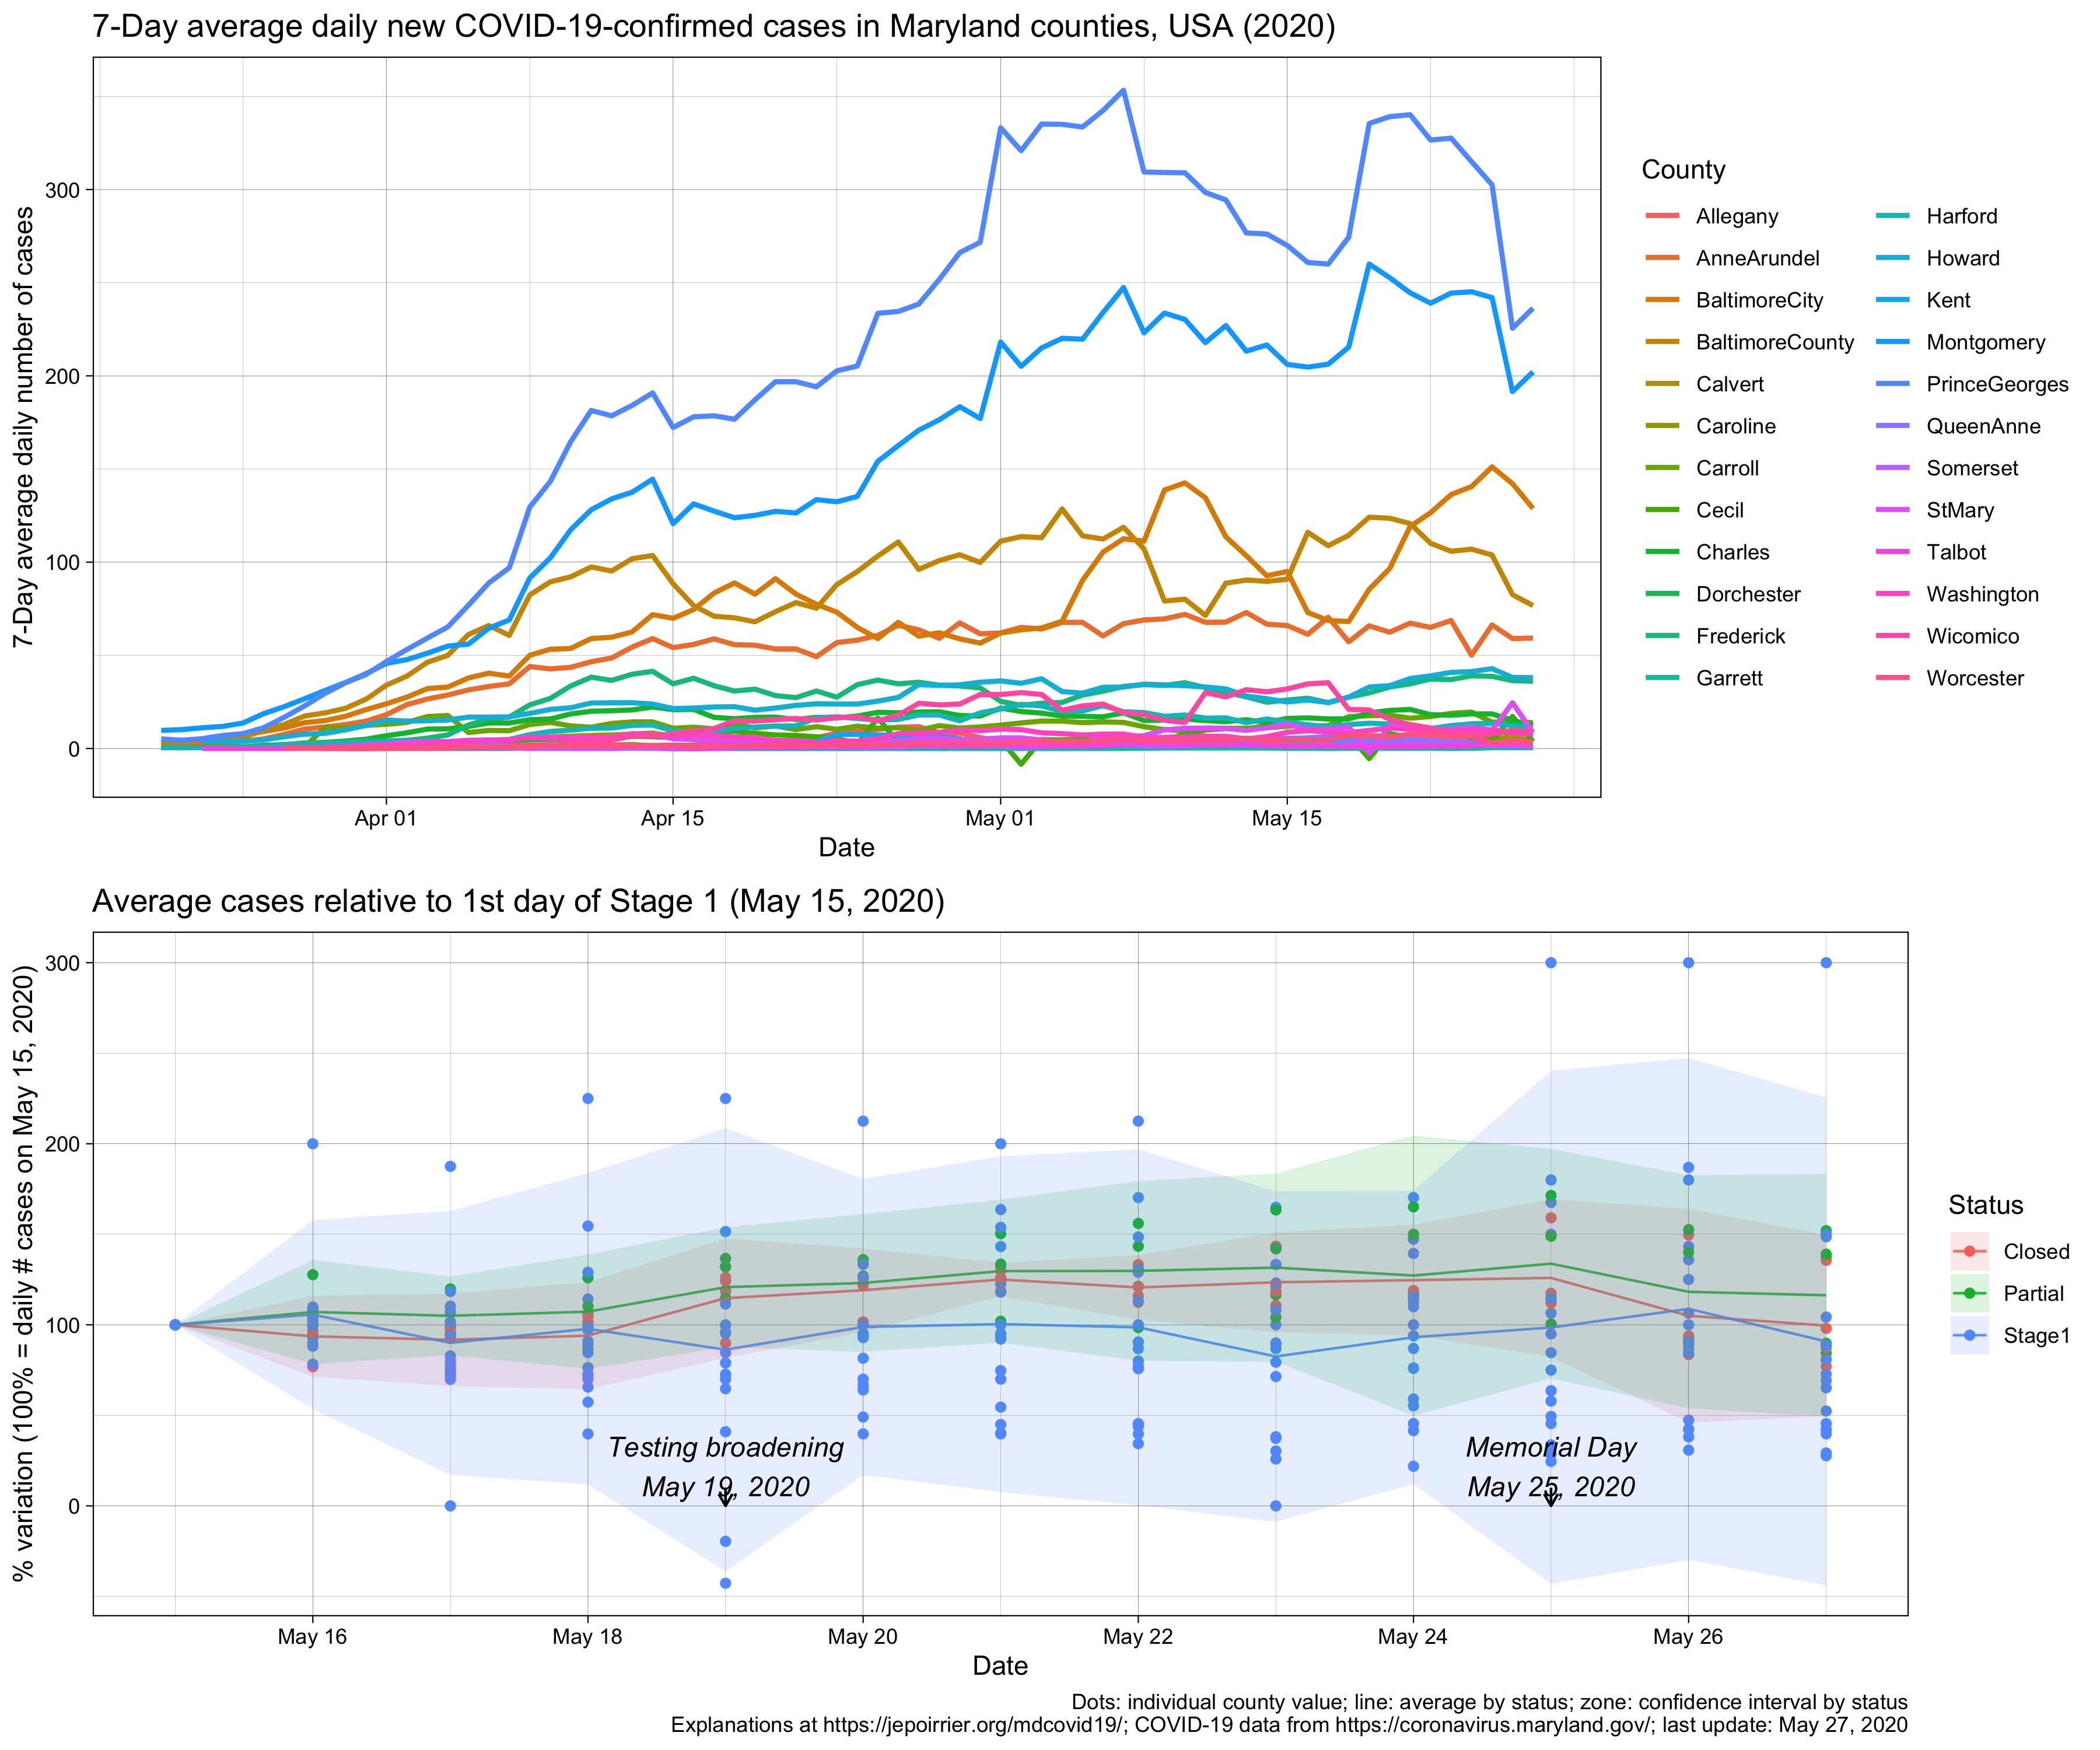 7-Day average daily new COVID-19-confirmed cases in Maryland counties, USA (2020)
7-Day average daily number of cases
300
200
100
0
Apr 01
Apr 15
May 01
May 15
Date
County
Allegany
AnneArundel
BaltimoreCity
BaltimoreCounty
Calvert
Caroline
Carroll
Cecil
Charles
Dorchester
Frederick
Garrett
Harford
Howard
Kent
Montgomery
PrinceGeorges
QueenAnne
Somerset
StMary
Talbot
Washington
Wicomico
Worcester
Average cases relative to 1st day of Stage 1 (May 15, 2020)
% variation (100% = daily # cases on May 15, 2020)
300
200
100
0
Testing broadening
May 19, 2020
Memorial Day
May 25, 2020
May 16
May 18
May 20
May 22
May 24
May 26
Date
Status
Closed
Partial
Stage1
Dots: individual county value; line: average by status; zone: confidence interval by status
Explanations at https://jepoirrier.org/mdcovid19/; COVID-19 data from https://coronavirus.maryland.gov/; last update: May 27, 2020